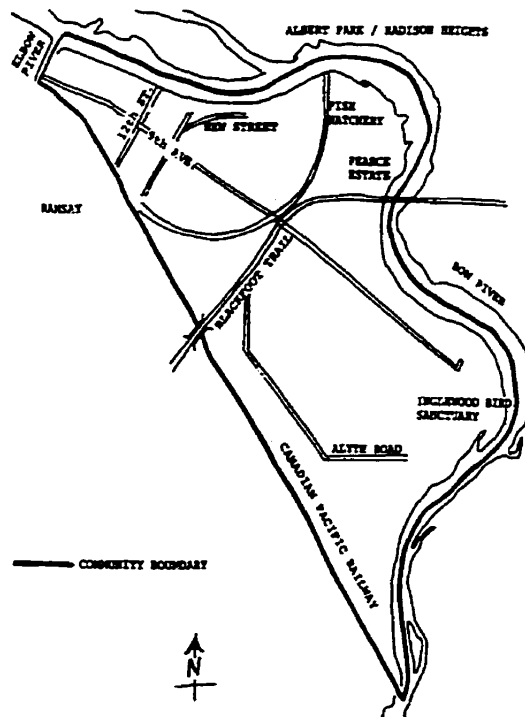 ALBERT PARK / RADISON HEIGHTS
ELBOW
RIVER
12th ST.
NEW STREET
9th AVE
FISH
HATCHERY
PEARCE
ESTATE
RAMSAY
BOW RIVER
BLACKFOOT TRAIL
INGLEWOOD BIRD
SANCTUARY
ALYTH ROAD
CANADIAN PACIFIC RAILWAY
COMMUNITY BOUNDARY
N